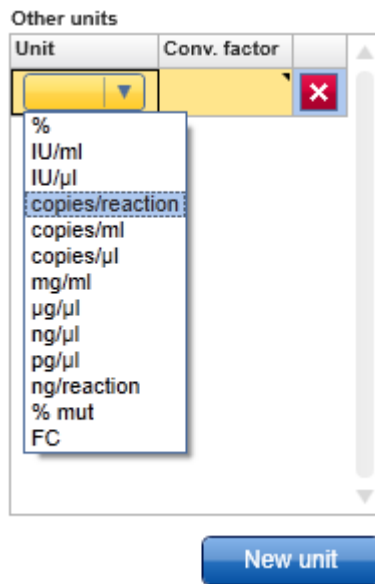 Other units
Unit Conv. factor
%
IU/ml
IU/µl
copies/reaction
copies/ml
copies/µl
mg/ml
µg/µl
ng/µl
pg/µl
ng/reaction
% mut
FC
New unit